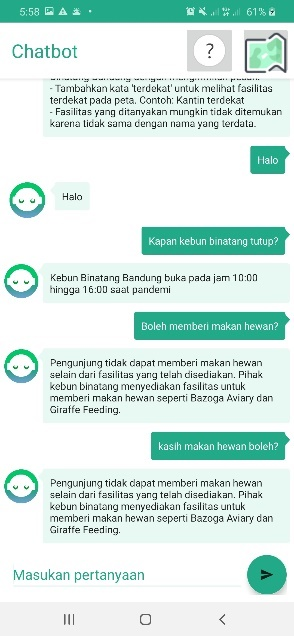 5:58
61%
Chatbot
?
Binatang Bandung dengan mengirimkan pesan.
- Tambahkan kata 'terdekat' untuk melihat fasilitas
terdekat pada peta. Contoh: Kantin terdekat
- Fasilitas yang ditanyakan mungkin tidak ditemukan
karena tidak sama dengan nama yang terdata.
Halo
Halo
Kapan kebun binatang tutup?
Kebun Binatang Bandung buka pada jam 10:00
hingga 16:00 saat pandemi
Boleh memberi makan hewan?
Pengunjung tidak dapat memberi makan hewan
selain dari fasilitas yang telah disediakan. Pihak
kebun binatang menyediakan fasilitas untuk
memberi makan hewan seperti Bazoga Aviary dan
Giraffe Feeding.
kasih makan hewan boleh?
Pengunjung tidak dapat memberi makan hewan
selain dari fasilitas yang telah disediakan. Pihak
kebun binatang menyediakan fasilitas untuk
memberi makan hewan seperti Bazoga Aviary dan
Giraffe Feeding.
Masukan pertanyaan